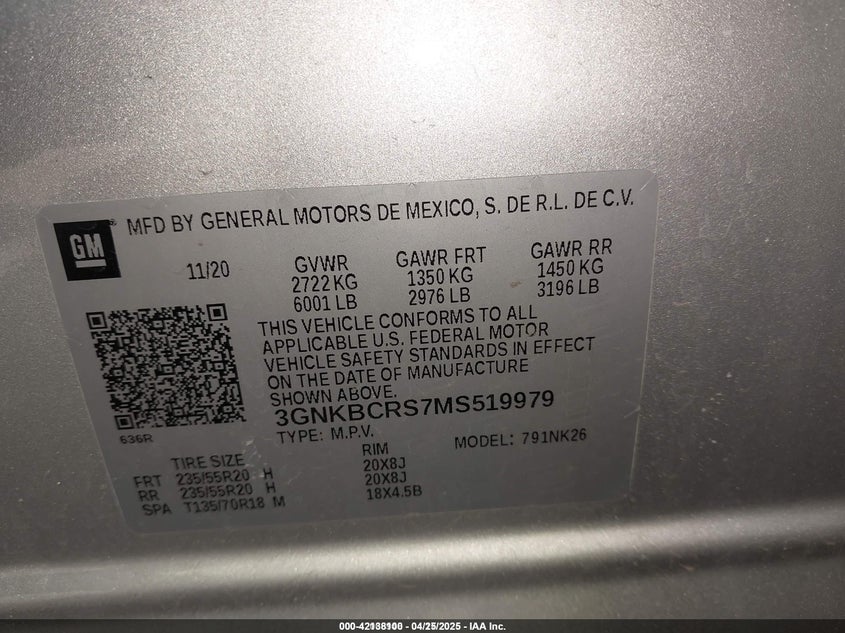 GM ® MFD BY GENERAL MOTORS DE MEXICO, S. DE R.L. DE C.V.
11/20 GVWR GAWR FRT GAWR RR
2722 KG 1350 KG 1450 KG
6001 LB 2976 LB 3196 LB
THIS VEHICLE CONFORMS TO ALL
APPLICABLE U.S. FEDERAL MOTOR
VEHICLE SAFETY STANDARDS IN EFFECT
ON THE DATE OF MANUFACTURE
SHOWN ABOVE.
3GNKBCRS7MS519979
636R TYPE: M.P.V. MODEL: 791NK26
TIRE SIZE RIM
FRT 235/55R20 H 20X8J
RR 235/55R20 H 20X8J
SPA T135/70R18 M 18X4.5B
04/25/2025 - IAA Inc.